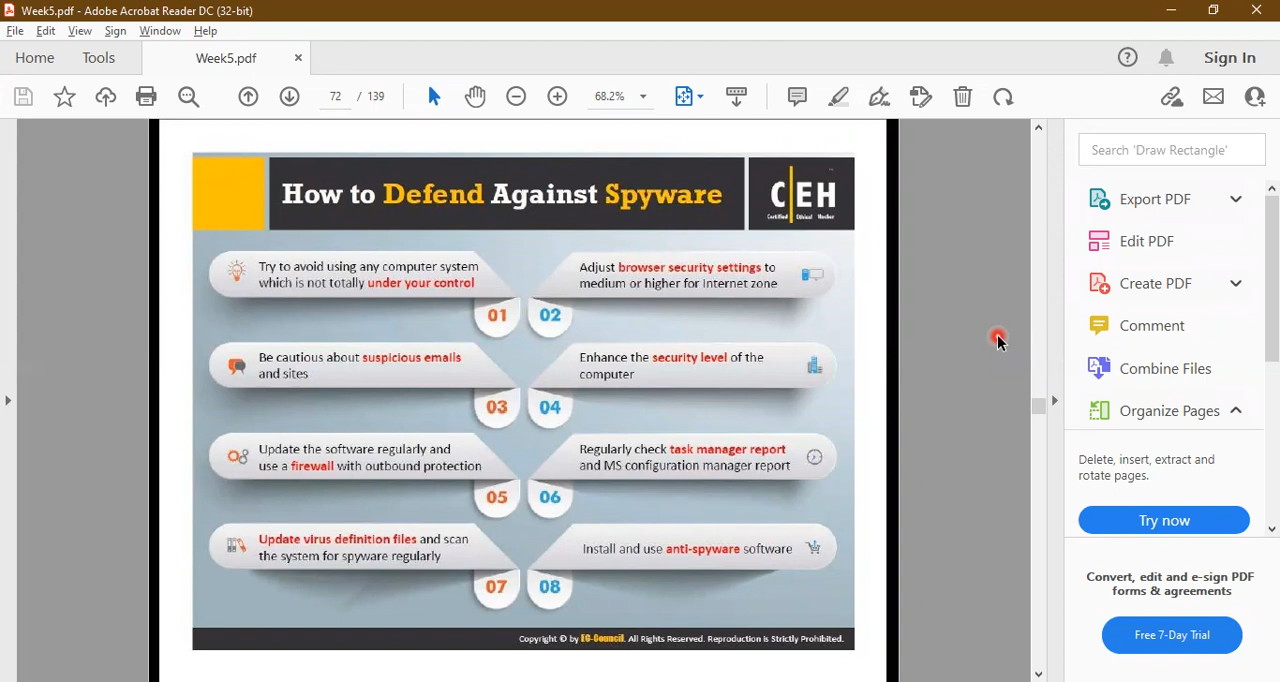 Week5.pdf - Adobe Acrobat Reader DC (32-bit)
File Edit View Sign Window Help
Home Tools Week5.pdf × Sign In
72 / 139 68.2%
Search 'Draw Rectangle'
Export PDF
Edit PDF
Create PDF
Comment
Combine Files
Organize Pages
Delete, insert, extract and
rotate pages.
Try now
Convert, edit and e-sign PDF
forms & agreements
Free 7-Day Trial
How to Defend Against Spyware
C|EH
Certified Ethical Hacker
Try to avoid using any computer system
which is not totally under your control
01
Adjust browser security settings to
medium or higher for Internet zone
02
Be cautious about suspicious emails
and sites
03
Enhance the security level of the
computer
04
Update the software regularly and
use a firewall with outbound protection
05
Regularly check task manager report
and MS configuration manager report
06
Update virus definition files and scan
the system for spyware regularly
07
Install and use anti-spyware software
08
Copyright © by EC-Council. All Rights Reserved. Reproduction is Strictly Prohibited.